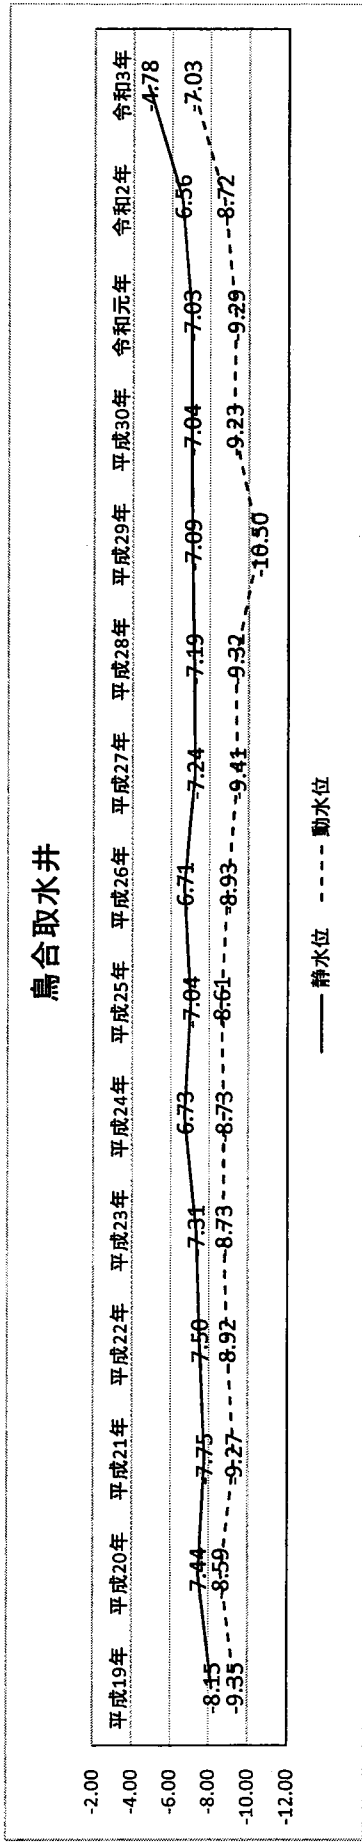 鳥合取水井
平成19年 平成20年 平成21年 平成22年 平成23年 平成24年 平成25年 平成26年 平成27年 平成28年 平成29年 平成30年 令和元年 令和2年 令和3年
-2.00
-4.00
-6.00
-8.00
-10.00
-12.00
-8.15 -7.44 -7.75 -7.50 -7.31 -6.73 -7.04 -6.71 -7.24 -7.19 -7.09 -7.04 -7.03 -6.56 -4.78
-9.35 -8.59 -9.27 -8.92 -8.73 -8.73 -8.61 -8.93 -9.41 -9.32 -10.50 -9.23 -9.29 -8.72 -7.03
静水位 動水位